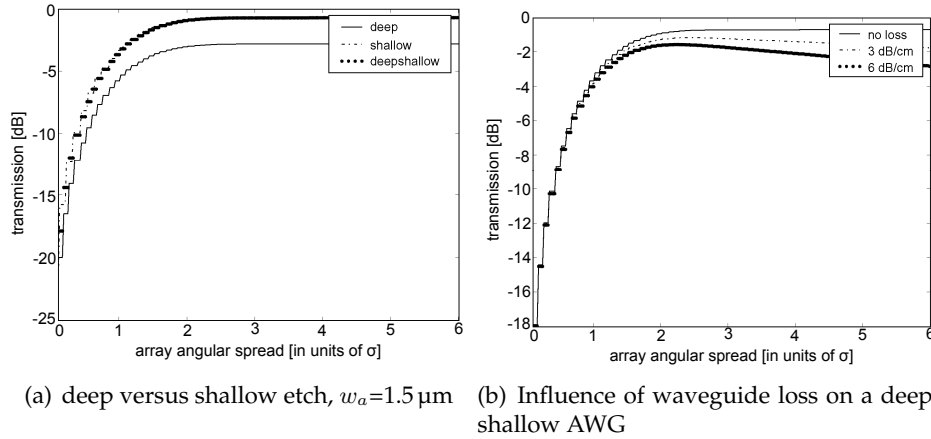 0
-5
-10
-15
-20
-25
transmission [dB]
deep
shallow
deepshallow
0 1 2 3 4 5 6
array angular spread [in units of σ]
(a) deep versus shallow etch, wₐ=1.5 µm
0
-2
-4
-6
-8
-10
-12
-14
-16
-18
transmission [dB]
no loss
3 dB/cm
6 dB/cm
0 1 2 3 4 5 6
array angular spread [in units of σ]
(b) Influence of waveguide loss on a deep
shallow AWG